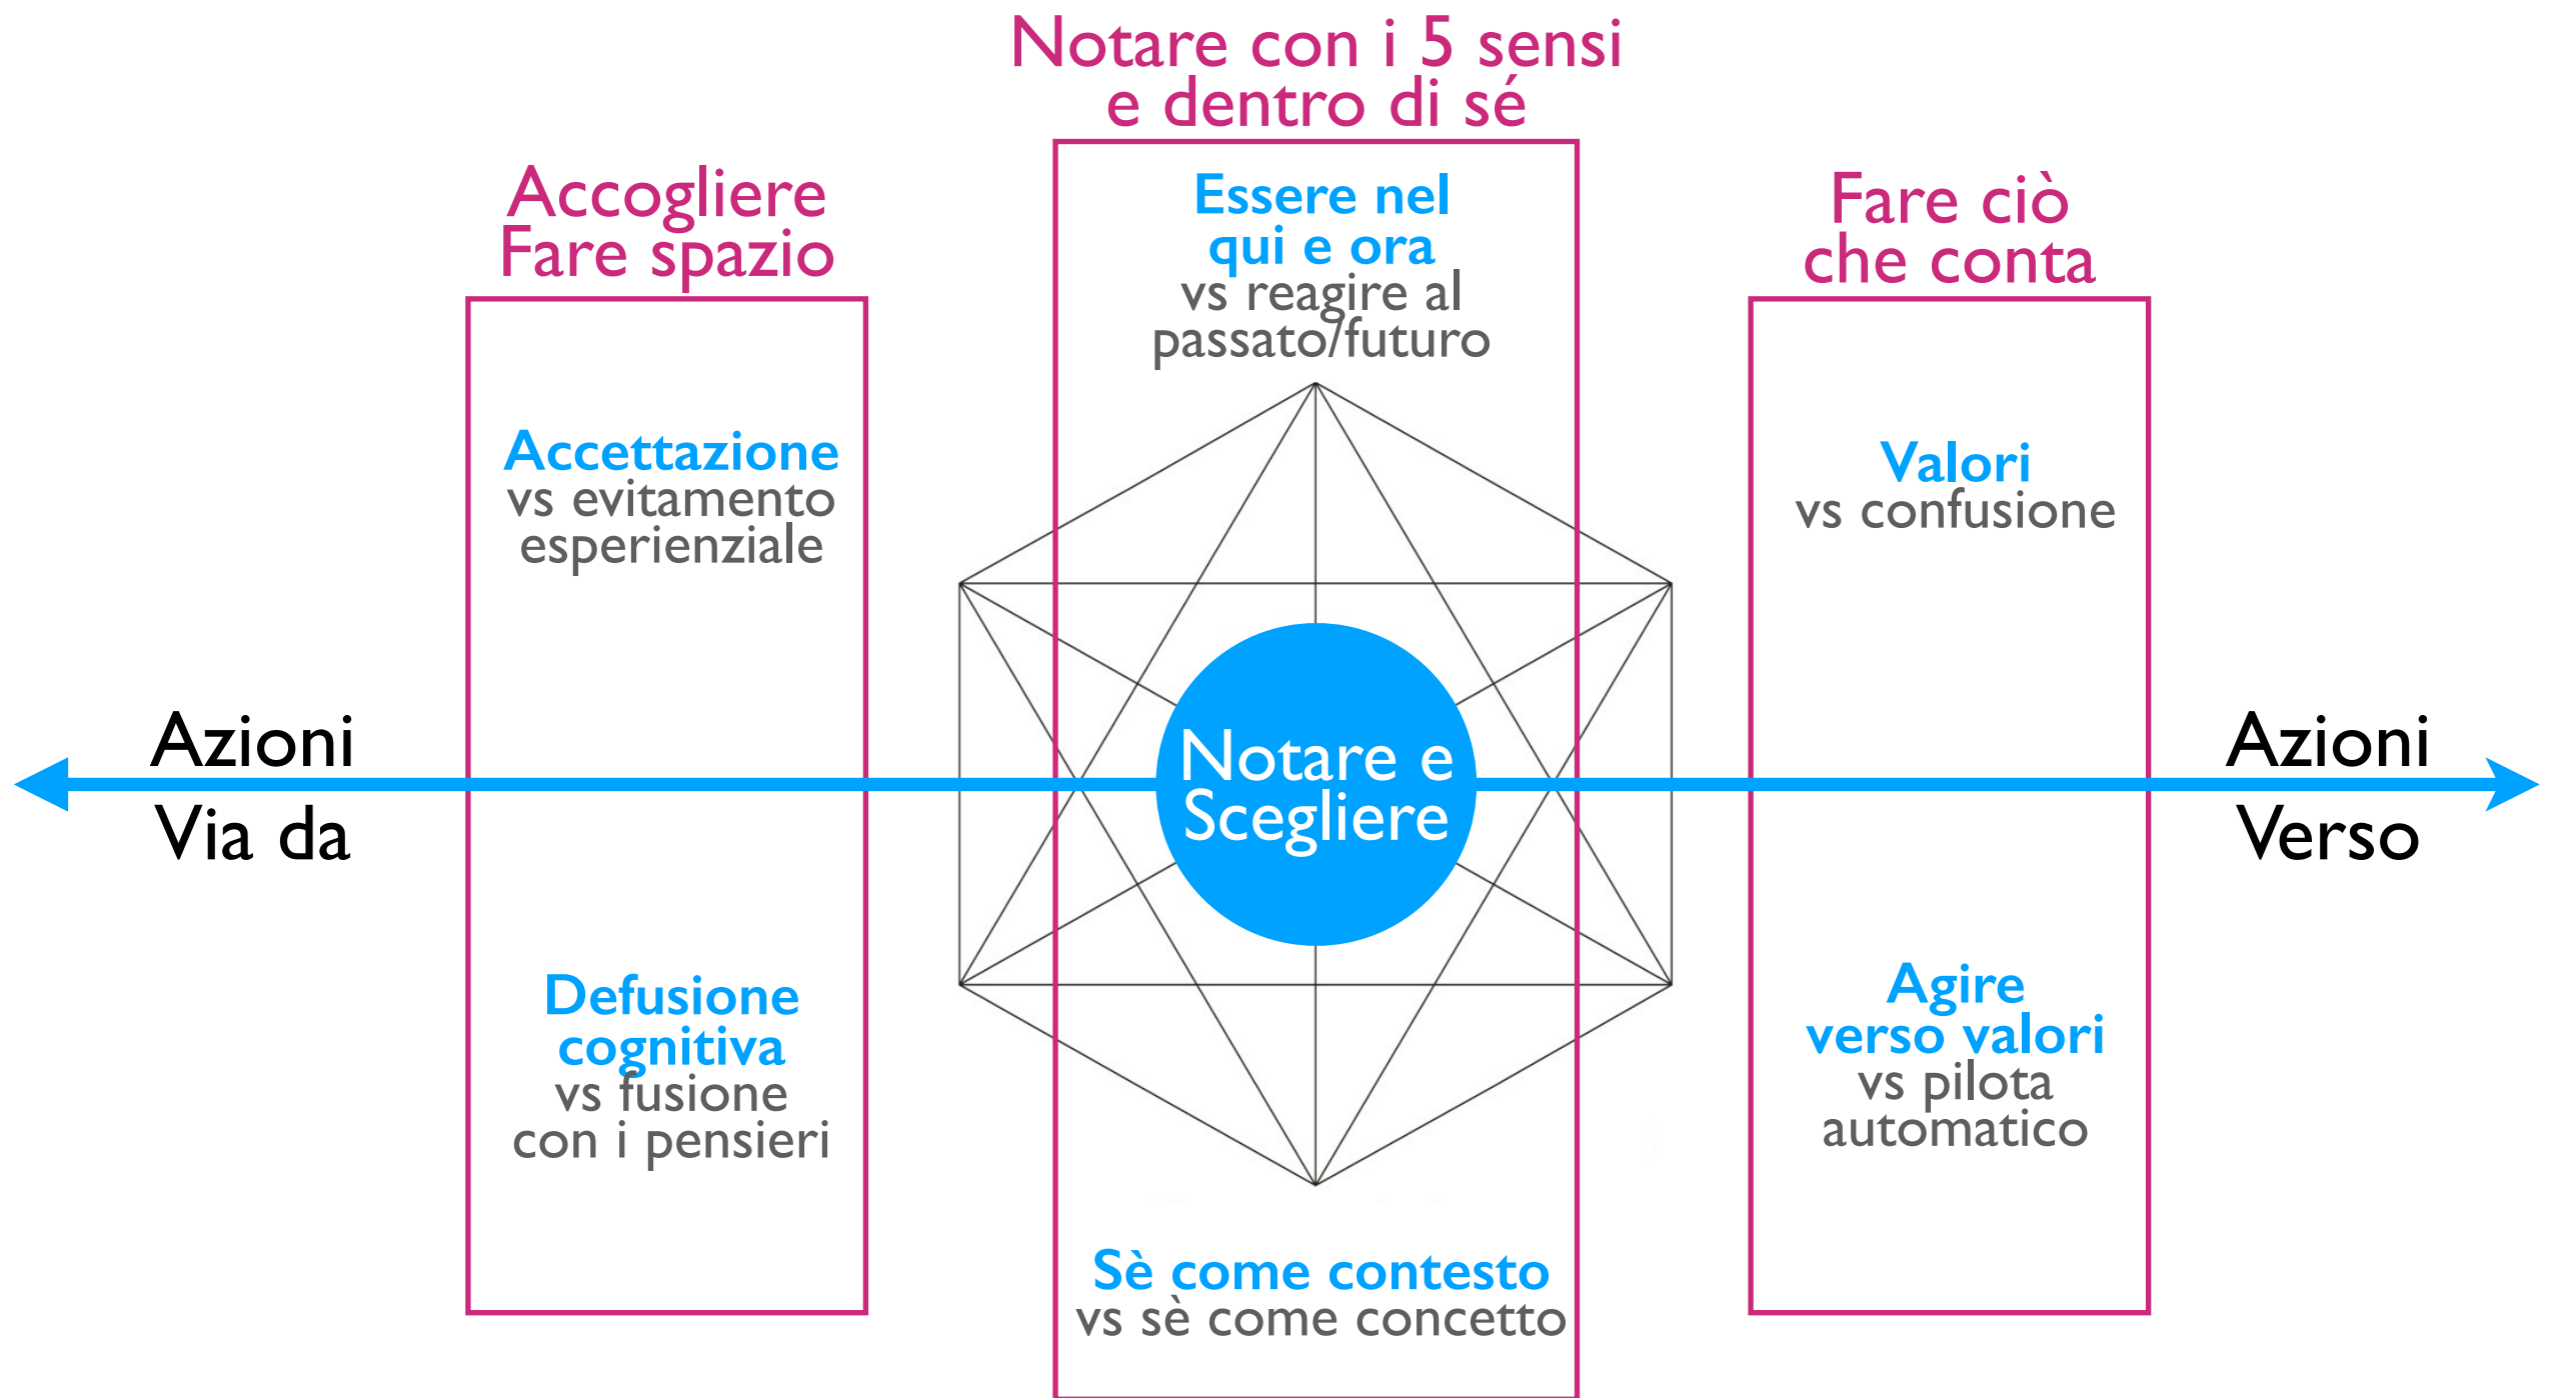 Notare con i 5 sensi
e dentro di sé
Accogliere
Fare spazio
Fare ciò
che conta
Essere nel
qui e ora
vs reagire al
passato/futuro
Accettazione
vs evitamento
esperienziale
Valori
vs confusione
Azioni
Via da
Notare e
Scegliere
Azioni
Verso
Defusione
cognitiva
vs fusione
con i pensieri
Agire
verso valori
vs pilota
automatico
Sè come contesto
vs sè come concetto